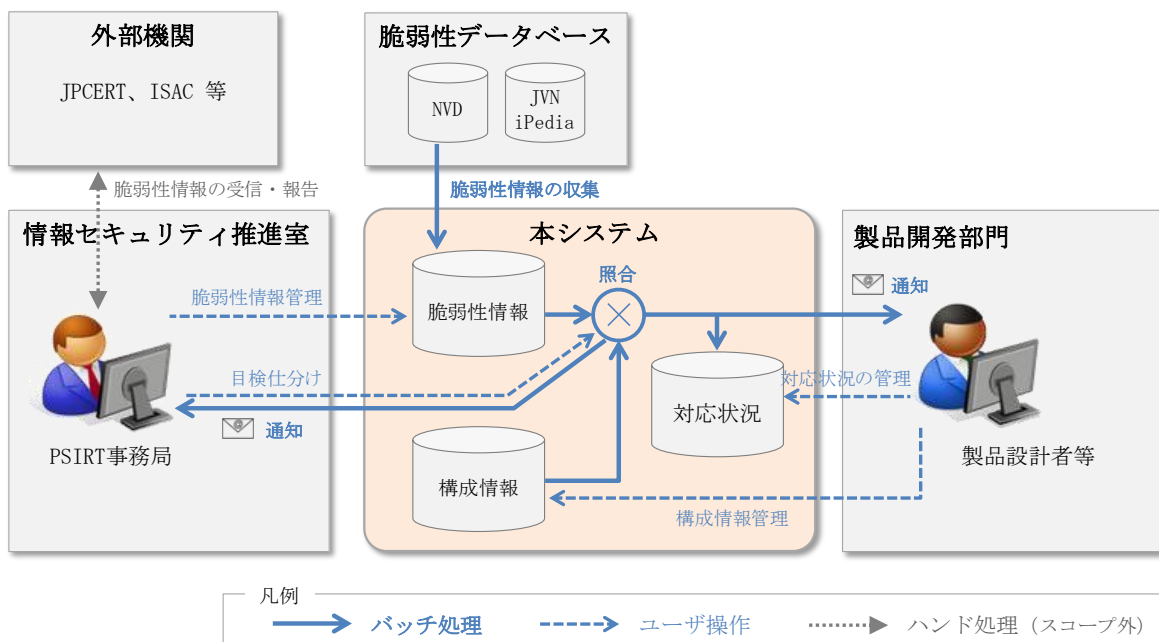 外部機関
JPCERT、ISAC 等
脆弱性データベース
NVD
JVN
iPedia
脆弱性情報の受信・報告
脆弱性情報の収集
情報セキュリティ推進室
本システム
製品開発部門
照合
通知
脆弱性情報管理
脆弱性情報
目検仕分け
対応状況の管理
対応状況
通知
PSIRT事務局
製品設計者等
構成情報
構成情報管理
凡例
バッチ処理
ユーザ操作
ハンド処理（スコープ外）